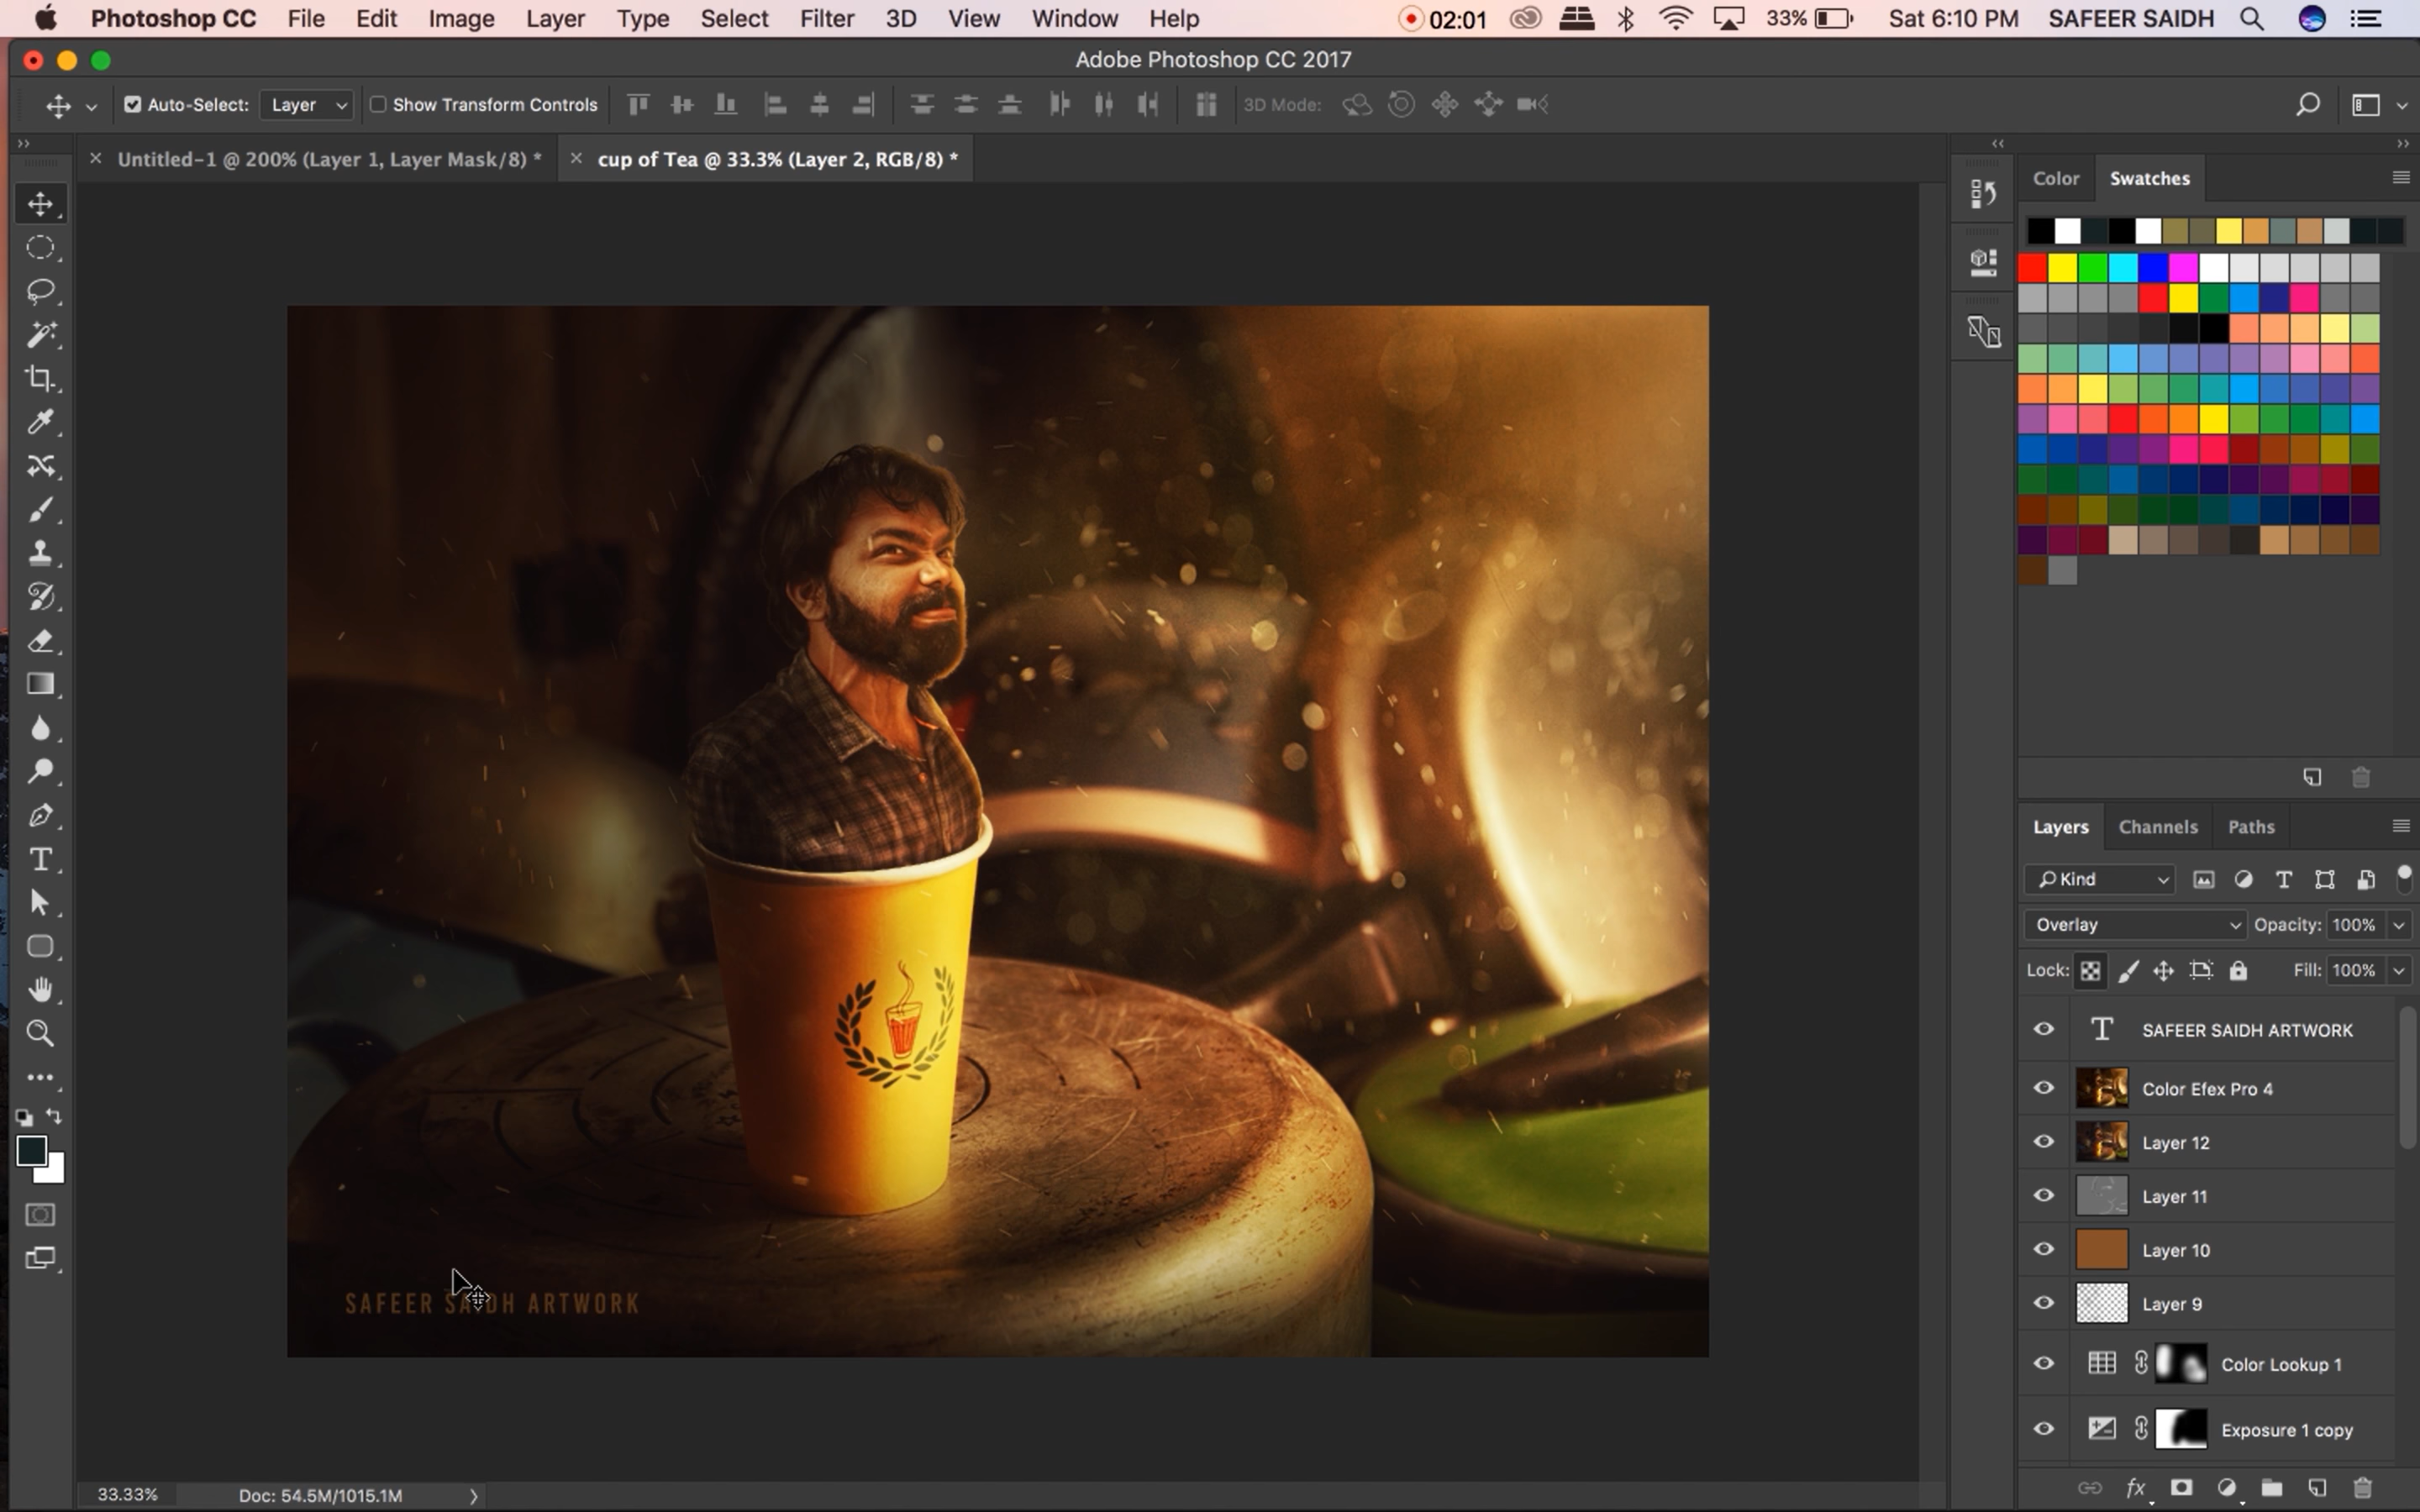 Photoshop CC File Edit Image Layer Type Select Filter 3D View Window Help 02:01 33% Sat 6:10 PM SAFEER SAIDH
Adobe Photoshop CC 2017
Auto-Select: Layer Show Transform Controls 3D Mode:
Untitled-1 @ 200% (Layer 1, Layer Mask/8) * cup of Tea @ 33.3% (Layer 2, RGB/8) *
Color Swatches
Layers Channels Paths
Kind
Overlay Opacity: 100%
Lock: Fill: 100%
SAFEER SAIDH ARTWORK
Color Efex Pro 4
Layer 12
Layer 11
Layer 10
Layer 9
Color Lookup 1
Exposure 1 copy
SAFEER SAIDH ARTWORK
33.33% Doc: 54.5M/1015.1M
fx